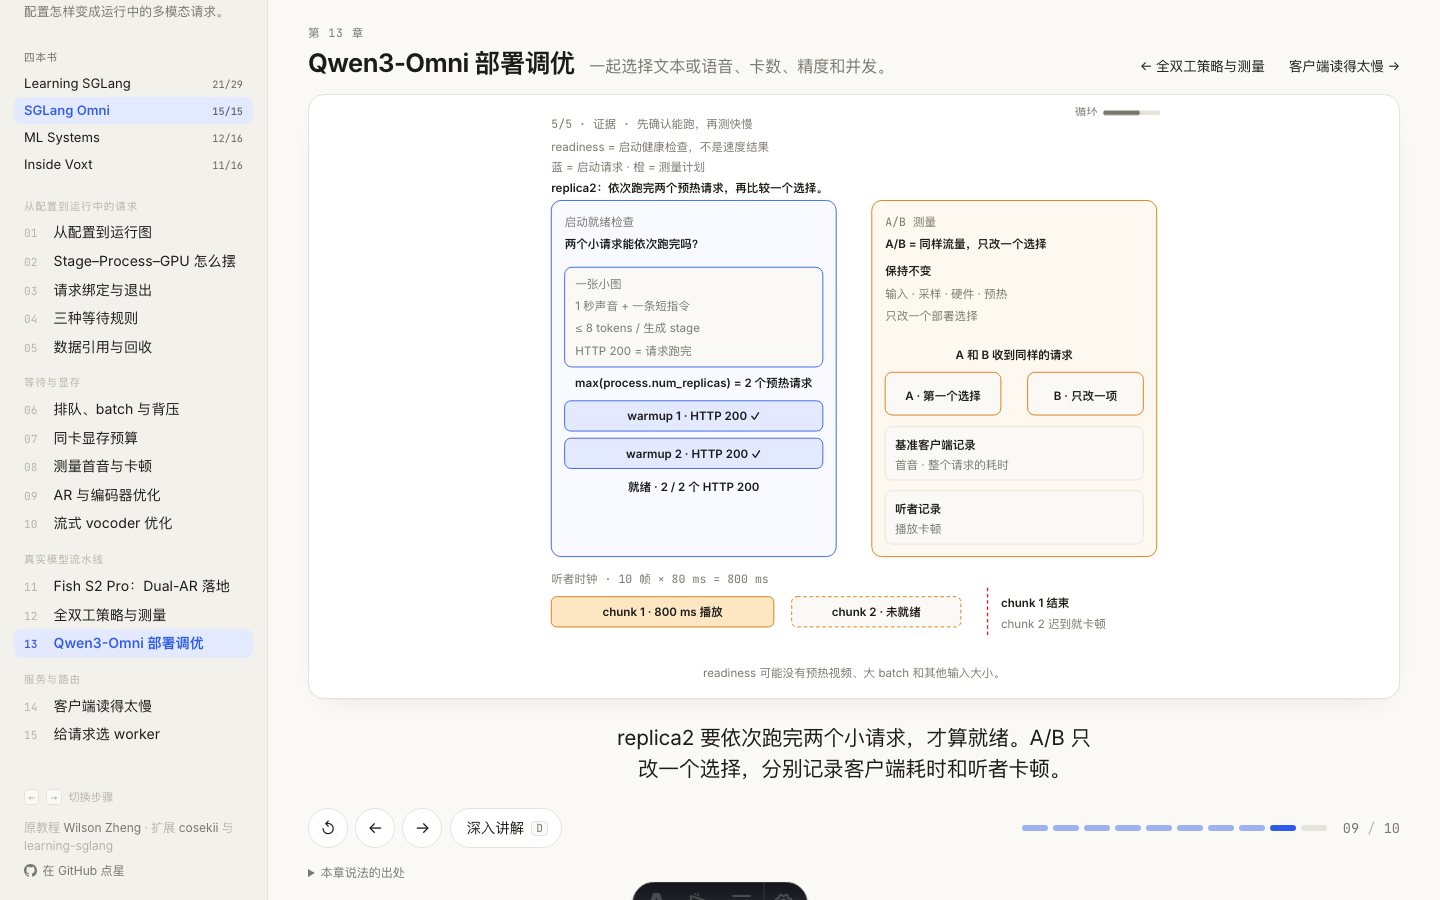 配置怎样变成运行中的多模态请求。
四本书
Learning SGLang 21/29
SGLang Omni 15/15
ML Systems 12/16
Inside Voxt 11/16
从配置到运行中的请求
01 从配置到运行图
02 Stage–Process–GPU 怎么摆
03 请求绑定与退出
04 三种等待规则
05 数据引用与回收
等待与显存
06 排队、batch 与背压
07 同卡显存预算
08 测量首音与卡顿
09 AR 与编码器优化
10 流式 vocoder 优化
真实模型流水线
11 Fish S2 Pro：Dual-AR 落地
12 全双工策略与测量
13 Qwen3-Omni 部署调优
服务与路由
14 客户端读得太慢
15 给请求选 worker
← → 切换步骤
原教程 Wilson Zheng · 扩展 cosekii 与
learning-sglang
在 GitHub 点星
第 13 章
Qwen3-Omni 部署调优 一起选择文本或语音、卡数、精度和并发。
← 全双工策略与测量 客户端读得太慢 →
循环
5/5 · 证据 · 先确认能跑，再测快慢
readiness = 启动健康检查，不是速度结果
蓝 = 启动请求 · 橙 = 测量计划
replica2：依次跑完两个预热请求，再比较一个选择。
启动就绪检查
两个小请求能依次跑完吗？
一张小图
1 秒声音 + 一条短指令
≤ 8 tokens / 生成 stage
HTTP 200 = 请求跑完
max(process.num_replicas) = 2 个预热请求
warmup 1 · HTTP 200 ✓
warmup 2 · HTTP 200 ✓
就绪 · 2 / 2 个 HTTP 200
A/B 测量
A/B = 同样流量，只改一个选择
保持不变
输入 · 采样 · 硬件 · 预热
只改一个部署选择
A 和 B 收到同样的请求
A · 第一个选择
B · 只改一项
基准客户端记录
首音 · 整个请求的耗时
听者记录
播放卡顿
听者时钟 · 10 帧 × 80 ms = 800 ms
chunk 1 · 800 ms 播放
chunk 2 · 未就绪
chunk 1 结束
chunk 2 迟到就卡顿
readiness 可能没有预热视频、大 batch 和其他输入大小。
replica2 要依次跑完两个小请求，才算就绪。A/B 只
改一个选择，分别记录客户端耗时和听者卡顿。
深入讲解 D
09 / 10
▶ 本章说法的出处